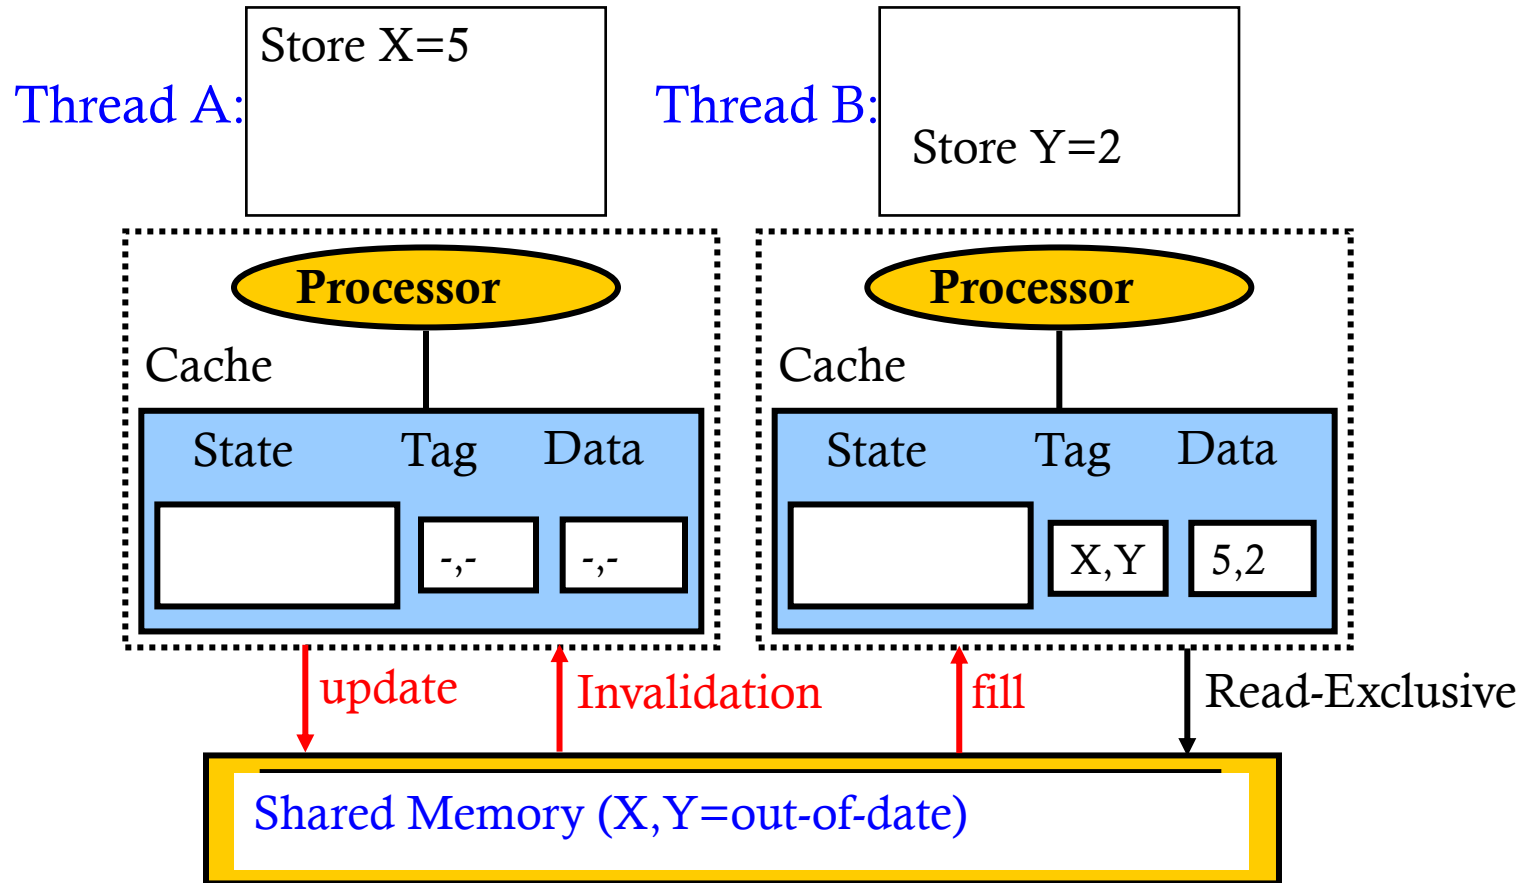 Store X=5
Thread A:
Thread B:
Store Y=2
Processor
Processor
Cache
Cache
State Tag Data
State Tag Data
-,- -,-
X,Y 5,2
update
Invalidation
fill
Read-Exclusive
Shared Memory (X,Y=out-of-date)